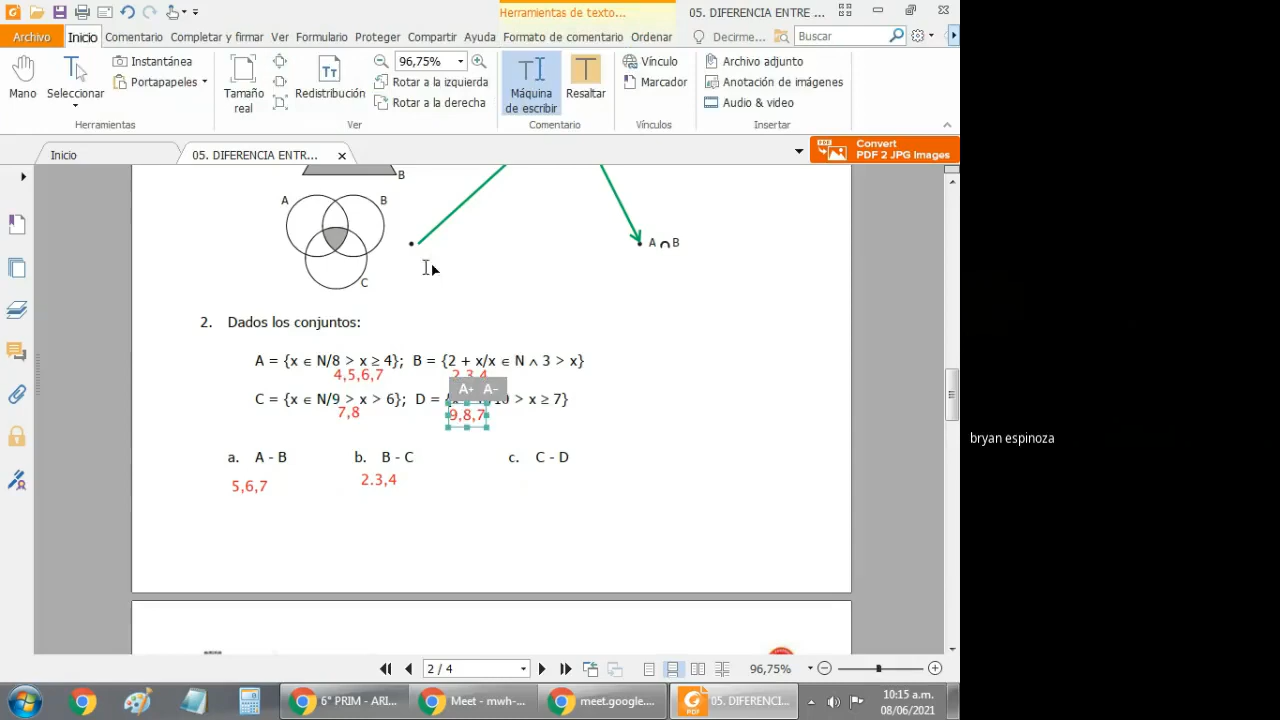 Herramientas de texto...
05. DIFERENCIA ENTRE ...
Archivo
Inicio
Comentario
Completar y firmar
Ver
Formulario
Proteger
Compartir
Ayuda
Formato de comentario
Ordenar
Decirme...
Buscar
Mano
Seleccionar
Instantánea
Portapapeles
Herramientas
Tamaño real
96,75%
Redistribución
Rotar a la izquierda
Rotar a la derecha
Ver
Máquina de escribir
Resaltar
Comentario
Vínculo
Marcador
Vínculos
Archivo adjunto
Anotación de imágenes
Audio & video
Insertar
Inicio
05. DIFERENCIA ENTR...
Convert
PDF 2 JPG Images
B
A B
C
A ∩ B
2. Dados los conjuntos:
A = {x ∈ N/8 > x ≥ 4}; B = {2 + x/x ∈ N ∧ 3 > x}
4,5,6,7 2,3,4
A+ A-
C = {x ∈ N/9 > x > 6}; D = > x ≥ 7}
7,8 9,8,7
a. A - B b. B - C c. C - D
5,6,7 2.3,4
bryan espinoza
2 / 4
96,75%
6° PRIM - ARI...
Meet - mwh-...
meet.google....
05. DIFERENCI...
10:15 a.m.
08/06/2021